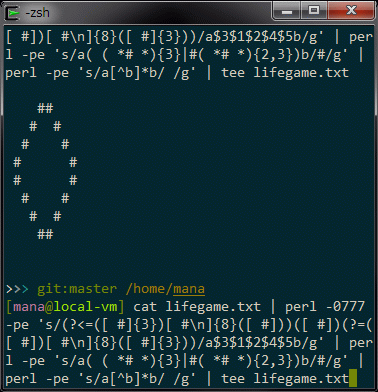 -zsh
[ #])[ #\n]{8}([ #]{3}))/a$3$1$2$4$5b/g' | per
l -pe 's/a( ( *# *){3}|#( *# *){2,3})b/#/g' |
perl -pe 's/a[^b]*b/ /g' | tee lifegame.txt
##
#  #
#    #
#      #
#      #
#    #
#  #
##
>>> git:master /home/mana
[mana@local-vm] cat lifegame.txt | perl -0777
-pe 's/(?<=([ #]{3})[ #\n]{8}([ #]))([ #])(?=(
[ #])[ #\n]{8}([ #]{3}))/a$3$1$2$4$5b/g' | per
l -pe 's/a( ( *# *){3}|#( *# *){2,3})b/#/g' |
perl -pe 's/a[^b]*b/ /g' | tee lifegame.txt